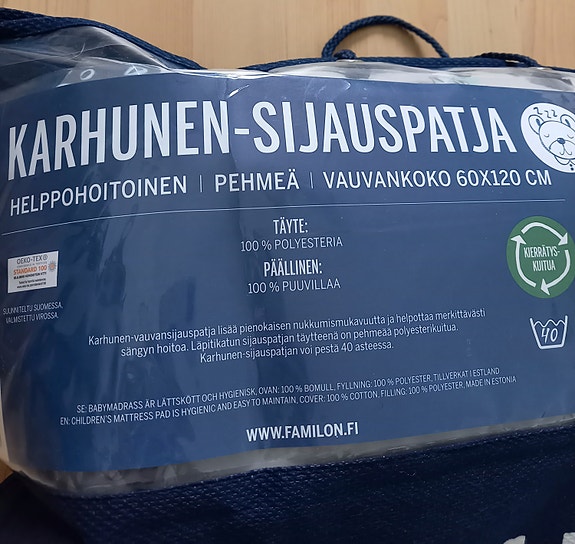 KARHUNEN-SIJAUSPATJA
z z z
HELPPOHOITOINEN | PEHMEÄ | VAUVANKOKO 60X120 CM
TÄYTE:
100 % POLYESTERIA
PÄÄLLINEN:
100 % PUUVILLAA
OEKO-TEX®
STANDARD 100
SUUNNITELTU SUOMESSA,
VALMISTETTU VIROSSA.
KIERRÄTYS-
KUITUA
40
Karhunen-vauvansijauspatja lisää pienokaisen nukkumismukavuutta ja helpottaa merkittävästi
sängyn hoitoa. Läpitikatun sijauspatjan täytteenä on pehmeää polyesterikuitua.
Karhunen-sijauspatjan voi pestä 40 asteessa.
SE: BABYMADRASS ÄR LÄTTSKÖTT OCH HYGIENISK, OVAN: 100 % BOMULL, FYLLNING: 100 % POLYESTER, TILLVERKAT I ESTLAND
EN: CHILDREN'S MATTRESS PAD IS HYGIENIC AND EASY TO MAINTAIN, COVER: 100 % COTTON, FILLING: 100 % POLYESTER, MADE IN ESTONIA
WWW.FAMILON.FI